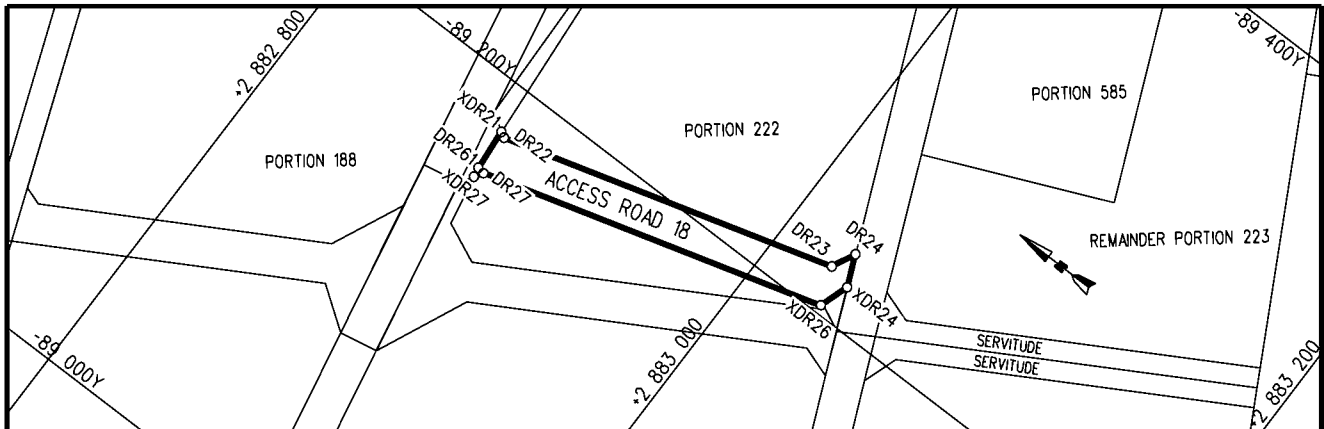 -89 200Y
-89 400Y
+2 882 800
PORTION 585
XDR21
PORTION 222
DR22
DR261
PORTION 188
XDR27
DR27
ACCESS ROAD 18
DR23
DR24
REMAINDER PORTION 223
XDR24
XDR26
-89 000Y
+2 883 000
SERVITUDE
SERVITUDE
+2 883 200